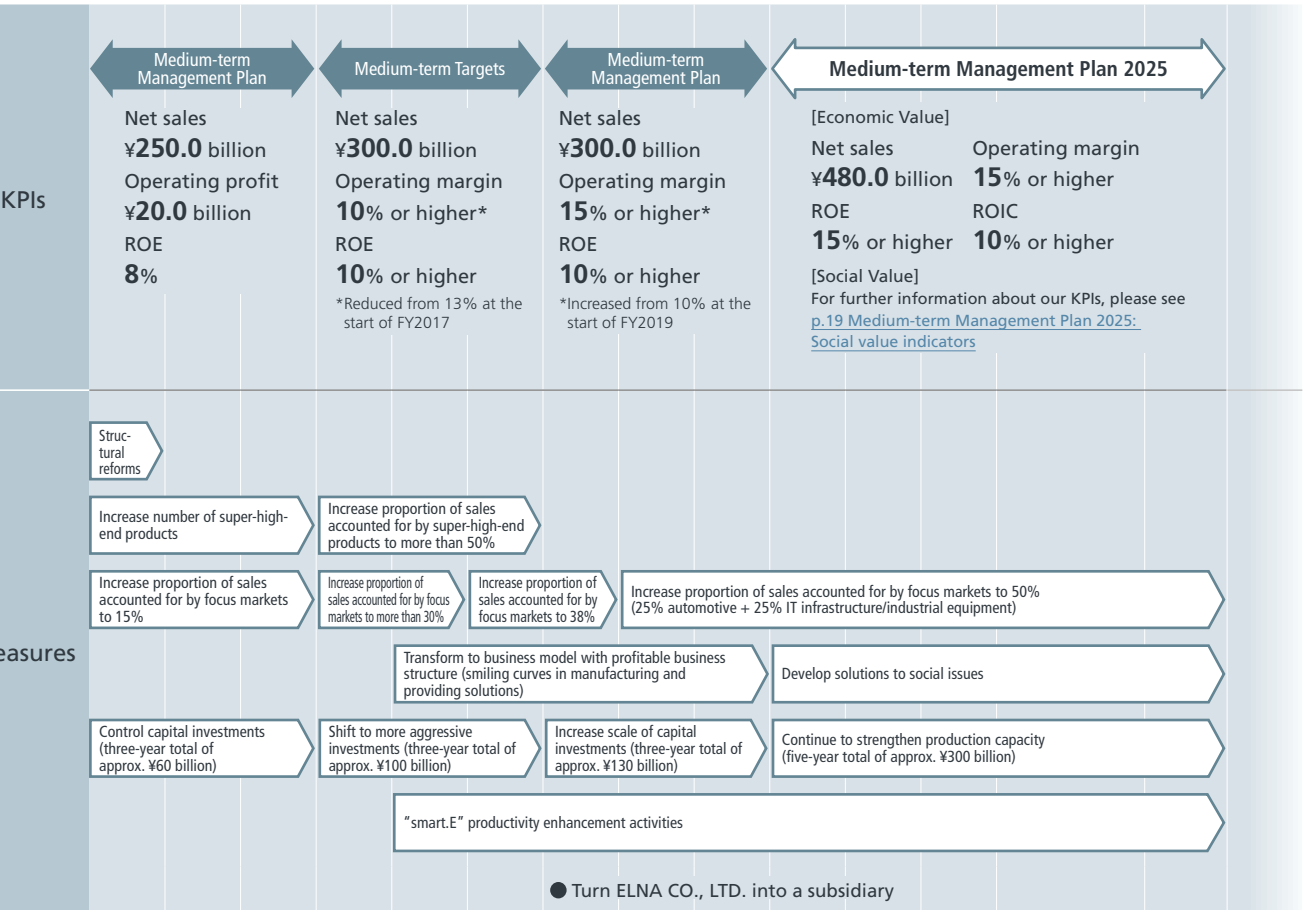 Medium-term
Management Plan
Medium-term Targets
Medium-term
Management Plan
Medium-term Management Plan 2025
KPIs
Net sales
¥250.0 billion
Operating profit
¥20.0 billion
ROE
8%
Net sales
¥300.0 billion
Operating margin
10% or higher*
ROE
10% or higher
*Reduced from 13% at the
start of FY2017
Net sales
¥300.0 billion
Operating margin
15% or higher*
ROE
10% or higher
*Increased from 10% at the
start of FY2019
[Economic Value]
Net sales
¥480.0 billion
Operating margin
15% or higher
ROE
15% or higher
ROIC
10% or higher
[Social Value]
For further information about our KPIs, please see
p.19 Medium-term Management Plan 2025:
Social value indicators
easures
Struc-
tural
reforms
Increase number of super-high-
end products
Increase proportion of sales
accounted for by super-high-end
products to more than 50%
Increase proportion of sales
accounted for by focus markets
to 15%
Increase proportion of
sales accounted for by focus
markets to more than 30%
Increase proportion of
sales accounted for by
focus markets to 38%
Increase proportion of sales accounted for by focus markets to 50%
(25% automotive + 25% IT infrastructure/industrial equipment)
Transform to business model with profitable business
structure (smiling curves in manufacturing and
providing solutions)
Develop solutions to social issues
Control capital investments
(three-year total of
approx. ¥60 billion)
Shift to more aggressive
investments (three-year total of
approx. ¥100 billion)
Increase scale of capital
investments (three-year total of
approx. ¥130 billion)
Continue to strengthen production capacity
(five-year total of approx. ¥300 billion)
"smart.E" productivity enhancement activities
● Turn ELNA CO., LTD. into a subsidiary